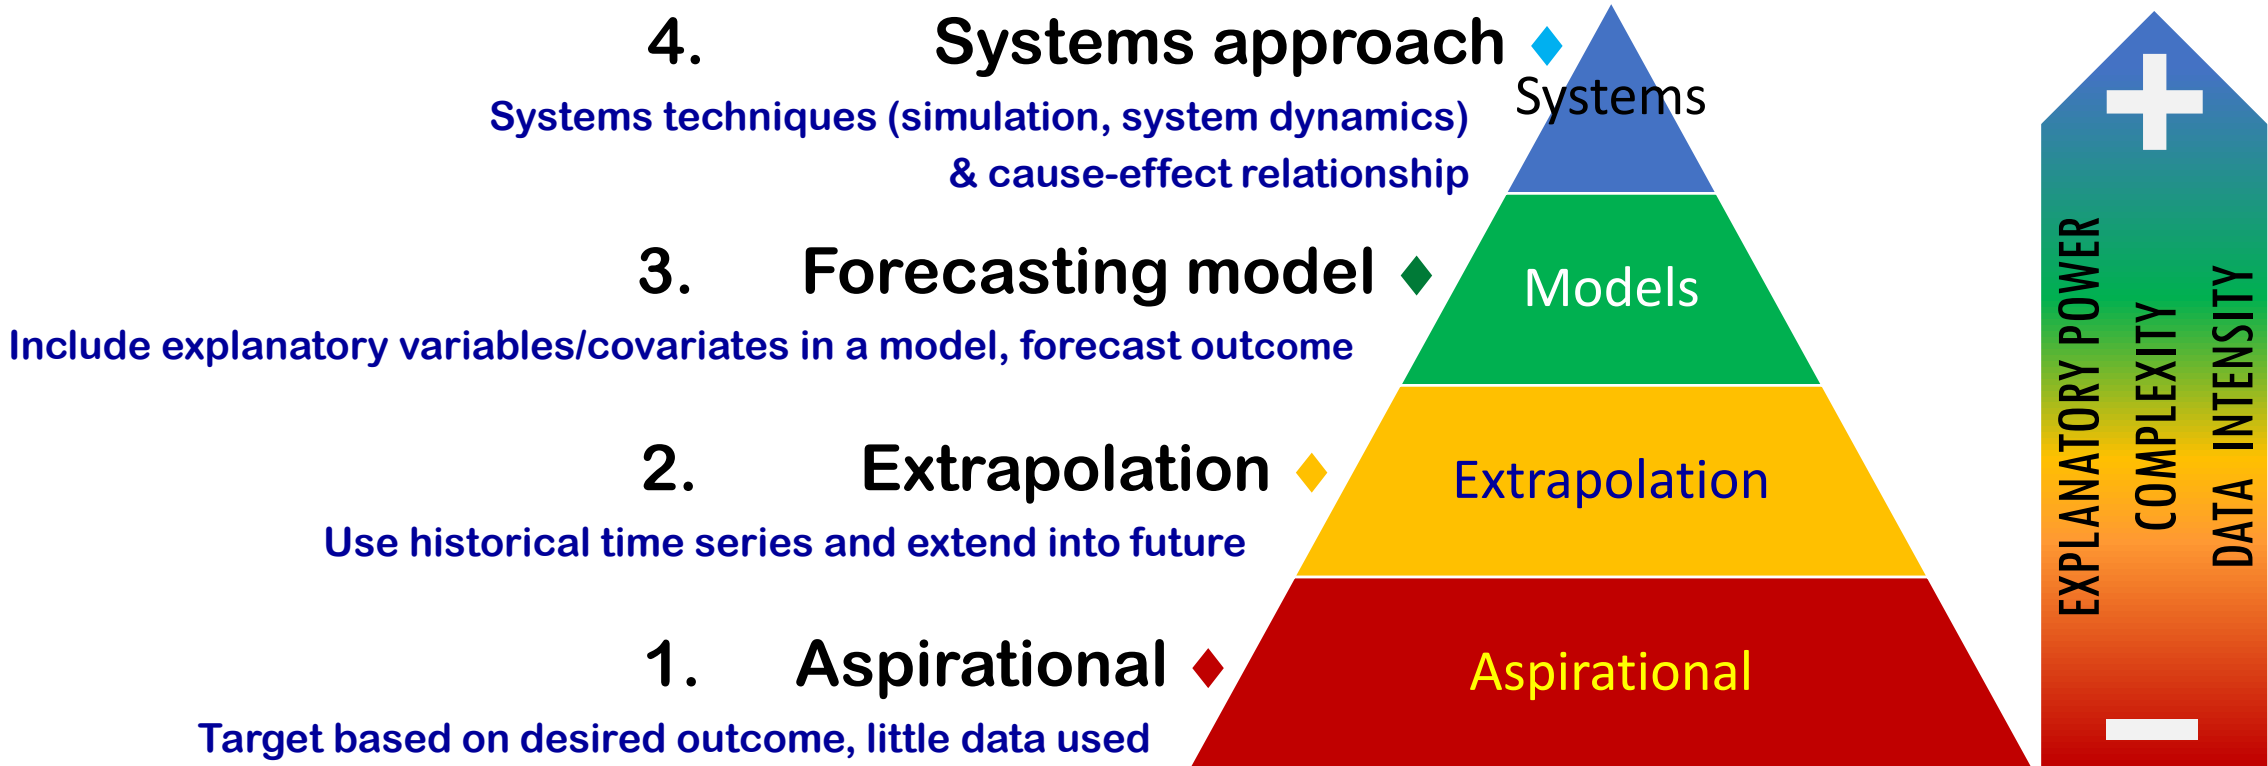 4. Systems approach
Systems techniques (simulation, system dynamics)
& cause-effect relationship
3. Forecasting model
Include explanatory variables/covariates in a model, forecast outcome
2. Extrapolation
Use historical time series and extend into future
1. Aspirational
Target based on desired outcome, little data used
Systems
Models
Extrapolation
Aspirational
+
EXPLANATORY POWER
COMPLEXITY
DATA INTENSITY
−